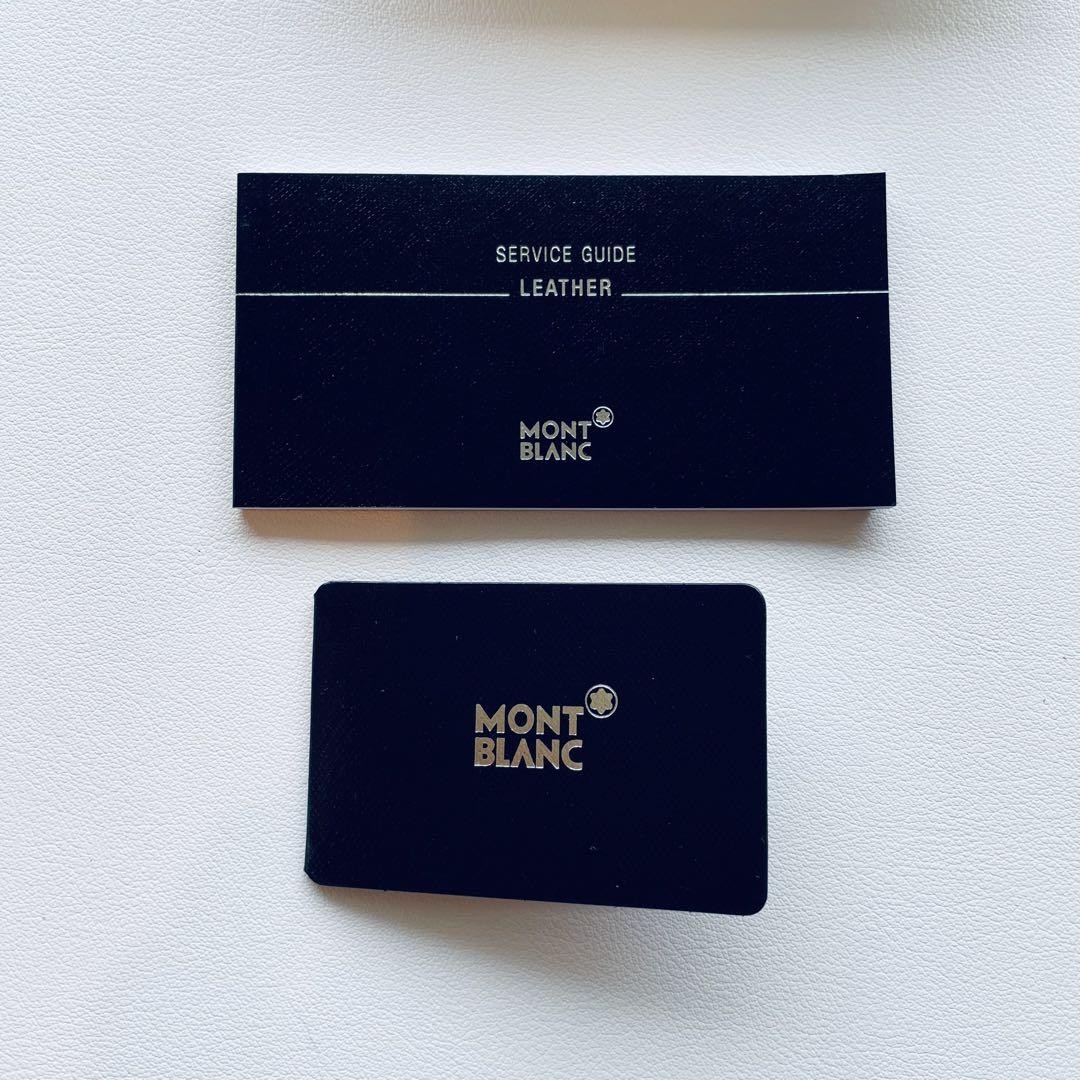 SERVICE GUIDE
LEATHER
MONT
BLANC
MONT
BLANC